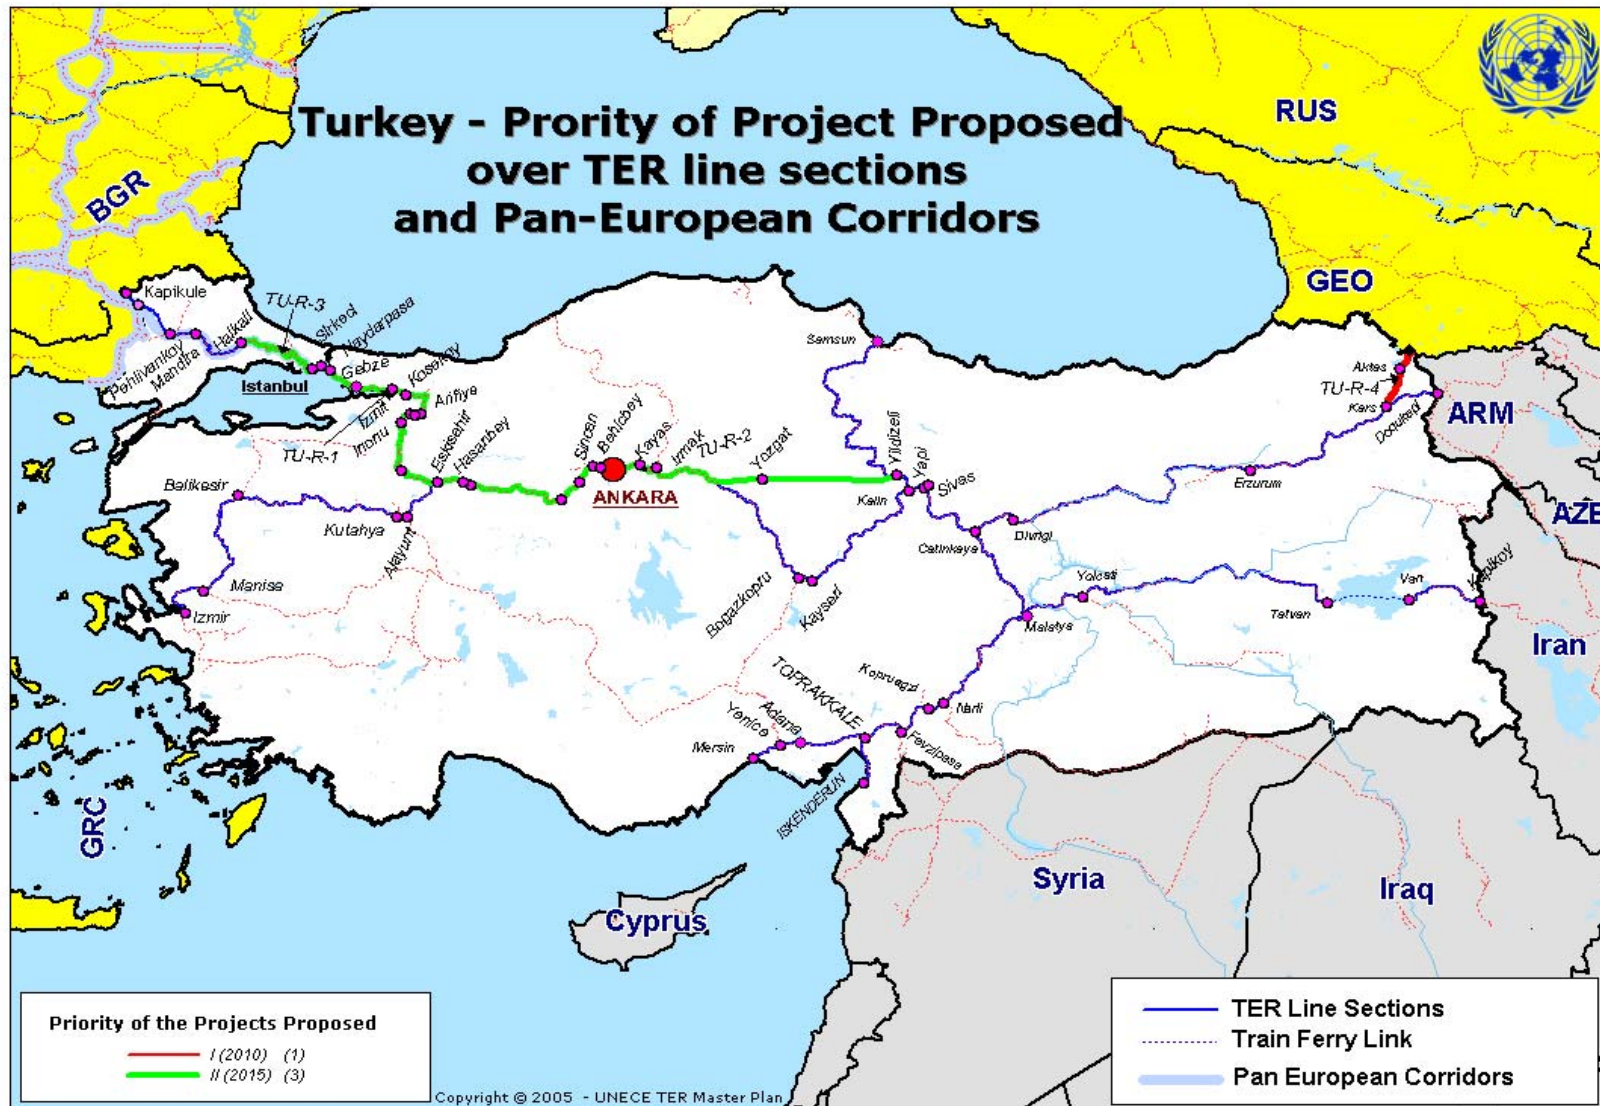 Turkey - Prority of Project Proposed
over TER line sections
and Pan-European Corridors
RUS
BGR
GEO
ARM
AZE
Iran
Iraq
Syria
Cyprus
GRC
Kapikule
Pehlivankoy
Mandira
Halkali
TU-R-3
Sirkeci
Haydarpasa
Istanbul
Gebze
Kosekoy
Izmit
Arifiye
TU-R-1
Inonu
Eskisehif
Hasanbey
Sincan
Behicbey
ANKARA
Kayas
Irmak
TU-R-2
Yozgat
Samsun
Yildizeli
Yapi
Sivas
Kalin
Aktas
TU-R-4
Kars
Dogukapi
Erzurum
Balikesir
Kutahya
Alayunt
Manisa
Izmir
Bogazkopru
Kayseri
Catinkaya
Divrigi
Yolcati
Malatya
Tatvan
Van
Kapikoy
TOPRAKKALE
Kopruagzi
Narli
Adana
Yenice
Mersin
Fevzipasa
ISKENDERUN
Priority of the Projects Proposed
I (2010) (1)
II (2015) (3)
Copyright © 2005 - UNECE TER Master Plan
TER Line Sections
Train Ferry Link
Pan European Corridors